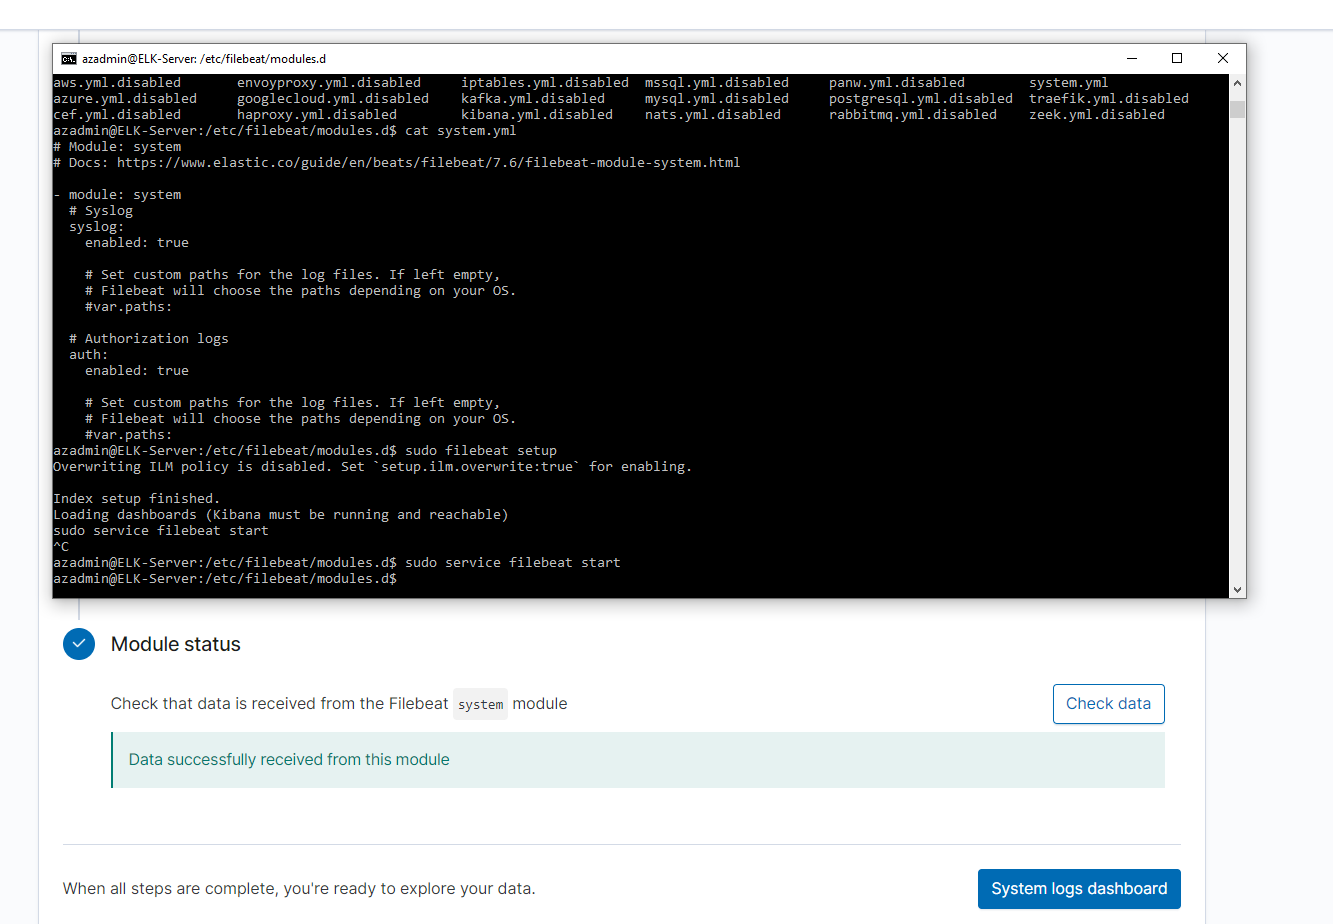 azadmin@ELK-Server: /etc/filebeat/modules.d
aws.yml.disabled envoyproxy.yml.disabled iptables.yml.disabled mssql.yml.disabled panw.yml.disabled system.yml
azure.yml.disabled googlecloud.yml.disabled kafka.yml.disabled mysql.yml.disabled postgresql.yml.disabled traefik.yml.disabled
cef.yml.disabled haproxy.yml.disabled kibana.yml.disabled nats.yml.disabled rabbitmq.yml.disabled zeek.yml.disabled
azadmin@ELK-Server:/etc/filebeat/modules.d$ cat system.yml
# Module: system
# Docs: https://www.elastic.co/guide/en/beats/filebeat/7.6/filebeat-module-system.html
- module: system
# Syslog
syslog:
enabled: true
# Set custom paths for the log files. If left empty,
# Filebeat will choose the paths depending on your OS.
#var.paths:
# Authorization logs
auth:
enabled: true
# Set custom paths for the log files. If left empty,
# Filebeat will choose the paths depending on your OS.
#var.paths:
azadmin@ELK-Server:/etc/filebeat/modules.d$ sudo filebeat setup
Overwriting ILM policy is disabled. Set `setup.ilm.overwrite:true` for enabling.
Index setup finished.
Loading dashboards (Kibana must be running and reachable)
sudo service filebeat start
^C
azadmin@ELK-Server:/etc/filebeat/modules.d$ sudo service filebeat start
azadmin@ELK-Server:/etc/filebeat/modules.d$
Module status
Check that data is received from the Filebeat system module
Check data
Data successfully received from this module
When all steps are complete, you're ready to explore your data.
System logs dashboard